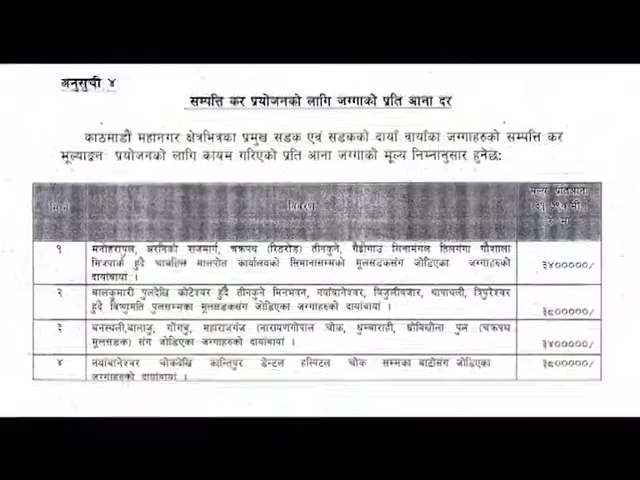 अनुसूची ४
सम्पत्ति कर प्रयोजनको लागि जग्गाको प्रति आना दर
काठमाडौं महानगर क्षेत्रभित्रका प्रमुख सडक एवं सडकको दायाँ वायाँका जग्गाहरुको सम्पत्ति कर
मूल्याङ्कन प्रयोजनको लागि कायम गरिएको प्रति आना जग्गाको मूल्य निम्नानुसार हुनेछ:
विवरण
१ मनोहरापुल, अरनिको राजमार्ग, चक्रपथ (रिङरोड) तीनकुने, गैह्रीगाउ सिनामंगल तिलगंगा गौशाला
मित्रपार्क हुदै चाबहिल मालपोत कार्यालयको सिमानासम्मको मूलसडकसंग जोडिएका जग्गाहरुको ३४०००००/
दायाँबायां ।
२ बालकुमारी पुलदेखि कोटेश्वर हुदै तीनकुने मिनभवन, नयाँबानेश्वर, बिजुलीबजार, थापाथली, त्रिपुरेश्वर
हुदै विष्णुमति पुलसम्मका मूलसडकसंग जोडिएका जग्गाहरुको दायाँबायां । ३८०००००/
३ बनस्थली,बालाजु, गोंगबु, महाराजगंज (नारायणगोपाल चोक, धुम्बाराही, धोबिखोला पुल (चक्रपथ
मूलसडक) संग जोडिएका जग्गाहरुको दायाँबायां । ३४०००००/
४ नयाँबानेश्वर चोकदेखि कान्तिपुर डेन्टल हस्पिटल चोक सम्मका बाटोसंग जोडिएका ३८०००००/
जग्गाहरुको दायाँबायां ।